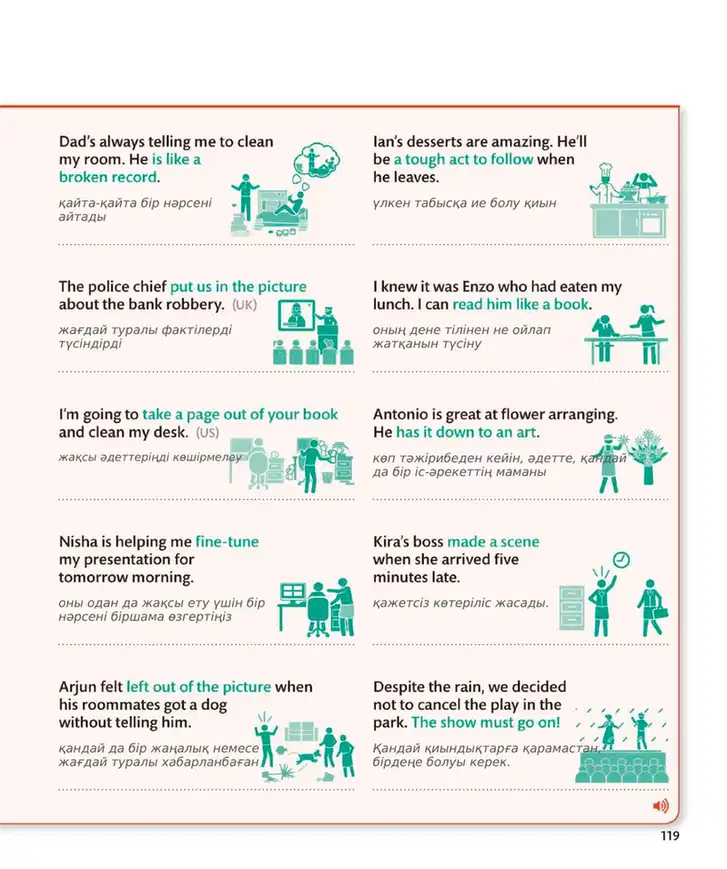 Dad's always telling me to clean
my room. He is like a
broken record.
қайта-қайта бір нәрсені
айтады
Ian's desserts are amazing. He'll
be a tough act to follow when
he leaves.
үлкен табысқа ие болу қиын
The police chief put us in the picture
about the bank robbery. (UK)
жағдай туралы фактілерді
түсіндірді
I knew it was Enzo who had eaten my
lunch. I can read him like a book.
оның дене тілінен не ойлап
жатқанын түсіну
I'm going to take a page out of your book
and clean my desk. (US)
жақсы әдеттеріңді көшірмелеу
Antonio is great at flower arranging.
He has it down to an art.
көп тәжірибеден кейін, әдетте, қандай
да бір іс-әрекеттің маманы
Nisha is helping me fine-tune
my presentation for
tomorrow morning.
оны одан да жақсы ету үшін бір
нәрсені біршама өзгертіңіз
Kira's boss made a scene
when she arrived five
minutes late.
қажетсіз көтеріліс жасады.
Arjun felt left out of the picture when
his roommates got a dog
without telling him.
қандай да бір жаңалық немесе
жағдай туралы хабарланбаған
Despite the rain, we decided
not to cancel the play in the
park. The show must go on!
Қандай қиындықтарға қарамастан,
бірдеңе болуы керек.
119